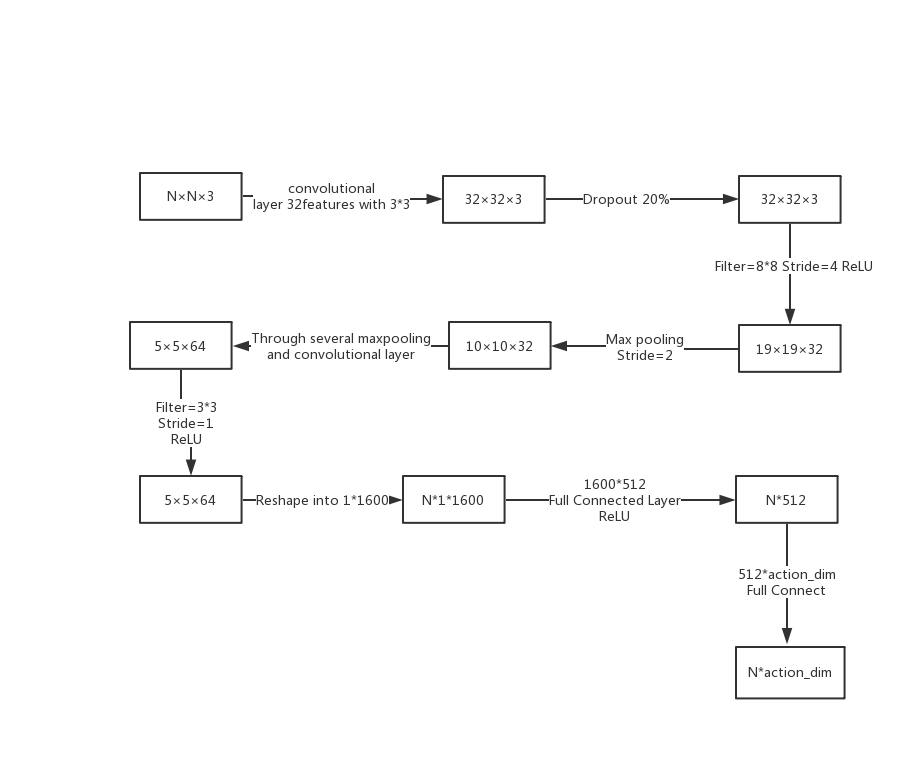 N×N×3
convolutional
layer 32features with 3*3
32×32×3
Dropout 20%
32×32×3
Filter=8*8 Stride=4 ReLU
19×19×32
Max pooling
Stride=2
10×10×32
Through several maxpooling
and convolutional layer
5×5×64
Filter=3*3
Stride=1
ReLU
5×5×64
Reshape into 1*1600
N*1*1600
1600*512
Full Connected Layer
ReLU
N*512
512*action_dim
Full Connect
N*action_dim